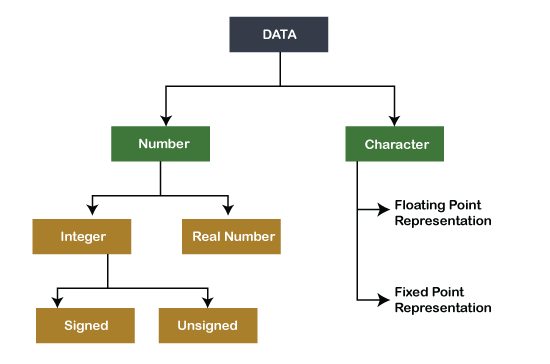 DATA
Number
Character
Integer
Real Number
Floating Point
Representation
Signed
Unsigned
Fixed Point
Representation